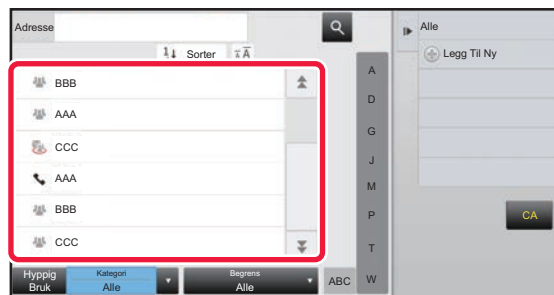 Adresse
Sorter
BBB
AAA
CCC
AAA
BBB
CCC
A
D
G
J
M
P
T
W
Hyppig
Bruk
Kategori
Alle
Begrens
Alle
ABC
Alle
Legg Til Ny
CA